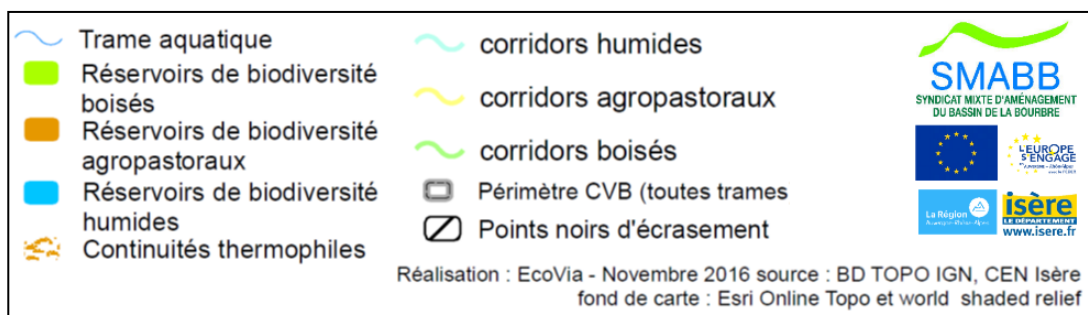 Trame aquatique
Réservoirs de biodiversité
boisés
Réservoirs de biodiversité
agropastoraux
Réservoirs de biodiversité
humides
Continuités thermophiles
corridors humides
corridors agropastoraux
corridors boisés
Périmètre CVB (toutes trames
Points noirs d'écrasement
SMABB
SYNDICAT MIXTE D'AMÉNAGEMENT
DU BASSIN DE LA BOURBRE
L'EUROPE
S'ENGAGE
La Région
Auvergne-Rhône-Alpes
isère
LE DÉPARTEMENT
www.isere.fr
Réalisation : EcoVia - Novembre 2016 source : BD TOPO IGN, CEN Isère
fond de carte : Esri Online Topo et world shaded relief